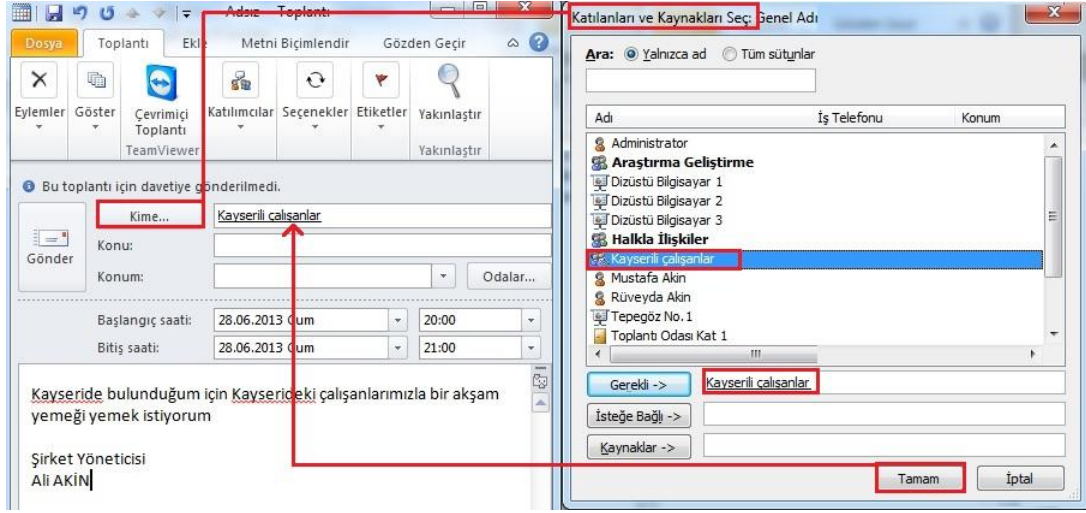 Adsız - Toplantı
Dosya Toplantı Ekle Metni Biçimlendir Gözden Geçir
Eylemler Göster Çevrimiçi Toplantı Katılımcılar Seçenekler Etiketler Yakınlaştır
TeamViewer Yakınlaştır
Bu toplantı için davetiye gönderilmedi.
Kime... Kayserili çalışanlar
Gönder
Konu:
Konum: Odalar...
Başlangıç saati: 28.06.2013 Cum 20:00
Bitiş saati: 28.06.2013 Cum 21:00
Kayseride bulunduğum için Kayserideki çalışanlarımızla bir akşam
yemeği yemek istiyorum
Şirket Yöneticisi
Ali AKİN
Katılanları ve Kaynakları Seç: Genel Adı
Ara: Yalnızca ad Tüm sütunlar
Adı İş Telefonu Konum
Administrator
Araştırma Geliştirme
Dizüstü Bilgisayar 1
Dizüstü Bilgisayar 2
Dizüstü Bilgisayar 3
Halkla İlişkiler
Kayserili çalışanlar
Mustafa Akin
Rüveyda Akin
Tepegöz No.1
Toplantı Odası Kat 1
Gerekli -> Kayserili çalışanlar
İsteğe Bağlı ->
Kaynaklar ->
Tamam İptal